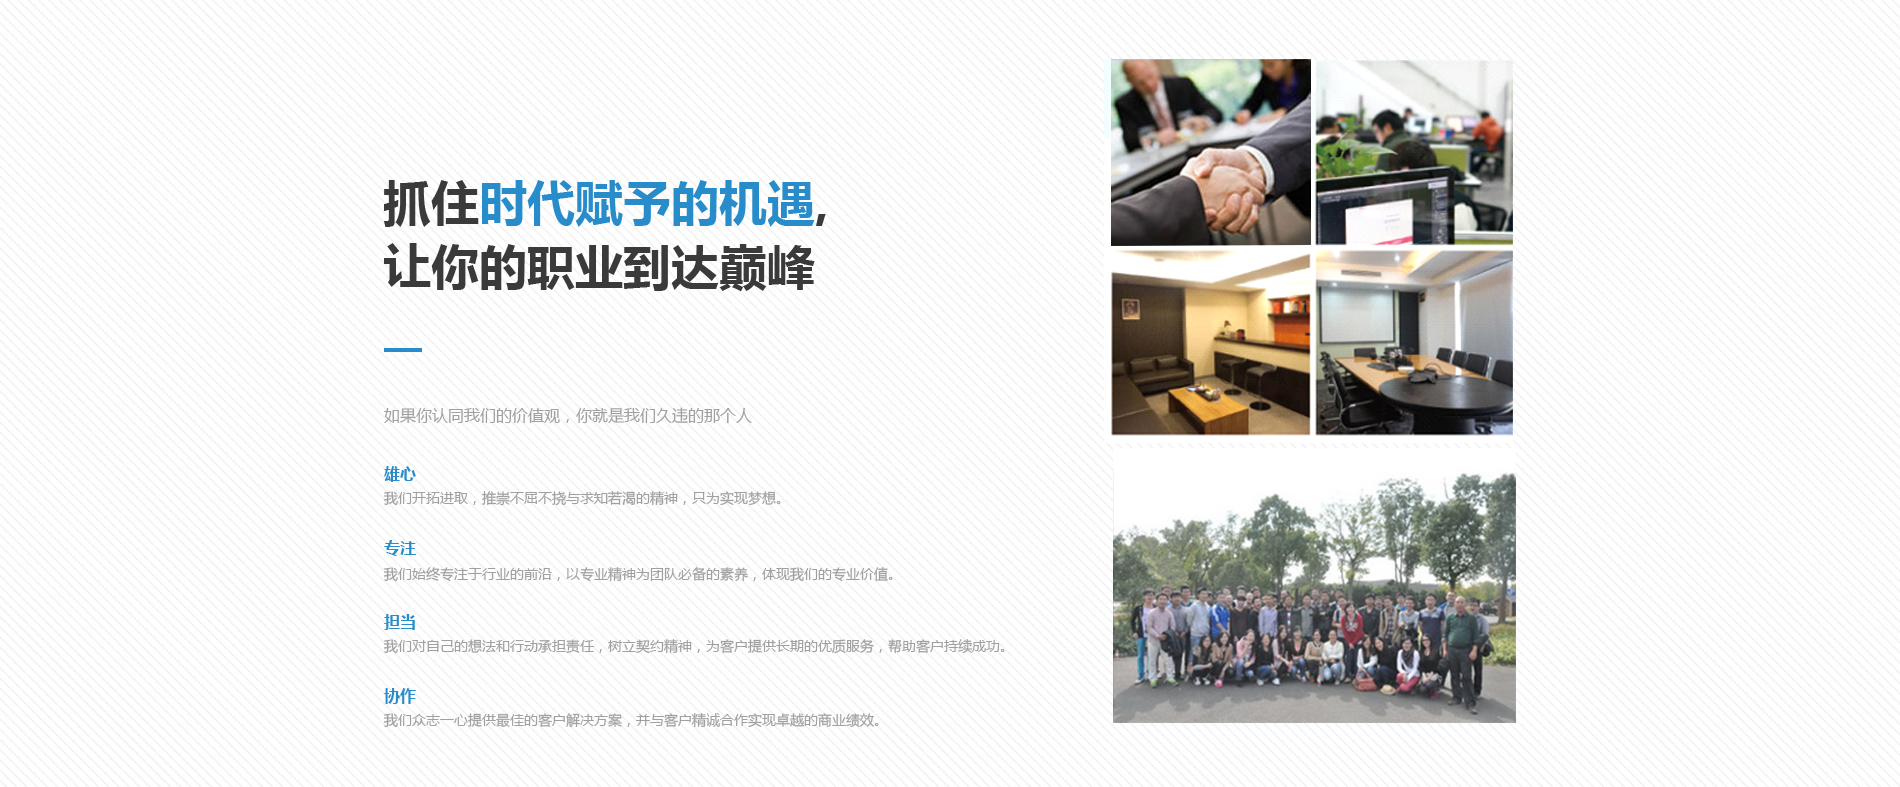 抓住时代赋予的机遇,
让你的职业到达巅峰
如果你认同我们的价值观，你就是我们久违的那个人
雄心
我们开拓进取，推崇不屈不挠与求知若渴的精神，只为实现梦想。
专注
我们始终专注于行业的前沿，以专业精神为团队必备的素养，体现我们的专业价值。
担当
我们对自己的想法和行动承担责任，树立契约精神，为客户提供长期的优质服务，帮助客户持续成功。
协作
我们众志一心提供最佳的客户解决方案，并与客户精诚合作实现卓越的商业绩效。